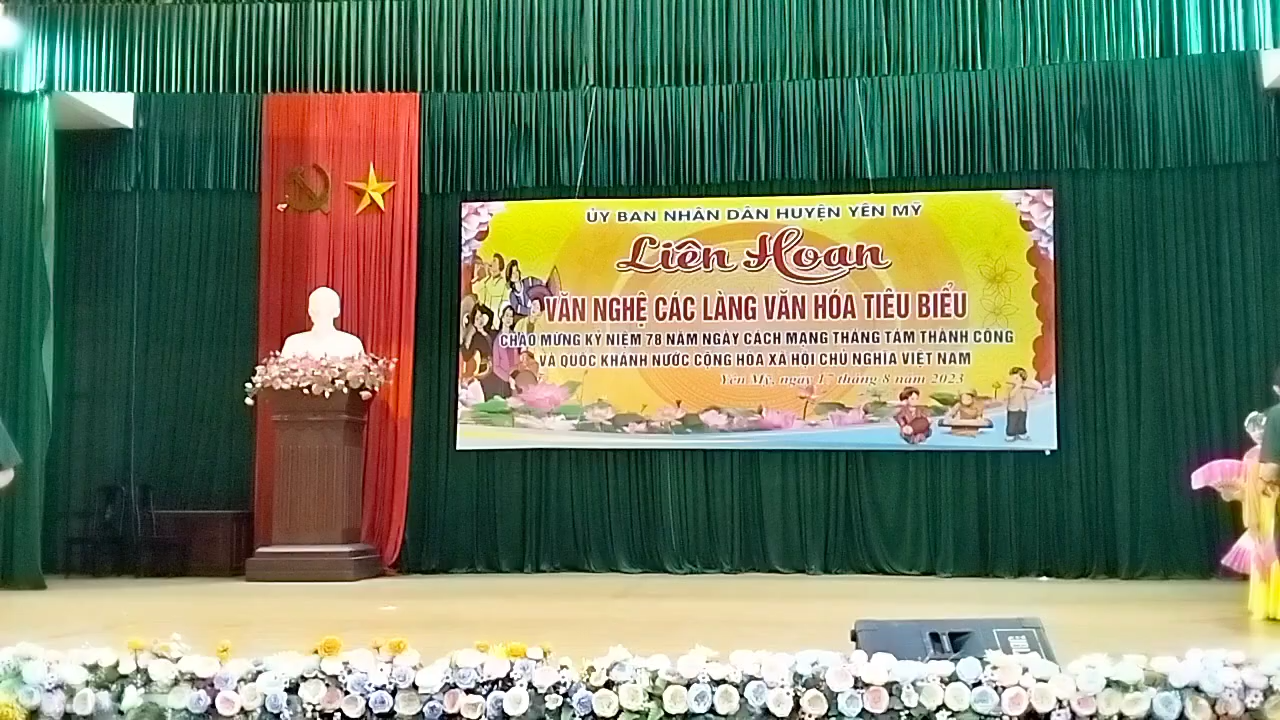 ỦY BAN NHÂN DÂN HUYỆN YÊN MỸ
Liên Hoan
VĂN NGHỆ CÁC LÀNG VĂN HÓA TIÊU BIỂU
CHÀO MỪNG KỶ NIỆM 78 NĂM NGÀY CÁCH MẠNG THÁNG TÁM THÀNH CÔNG
VÀ QUỐC KHÁNH NƯỚC CỘNG HÒA XÃ HỘI CHỦ NGHĨA VIỆT NAM
Yên Mỹ, ngày 17 tháng 8 năm 2023